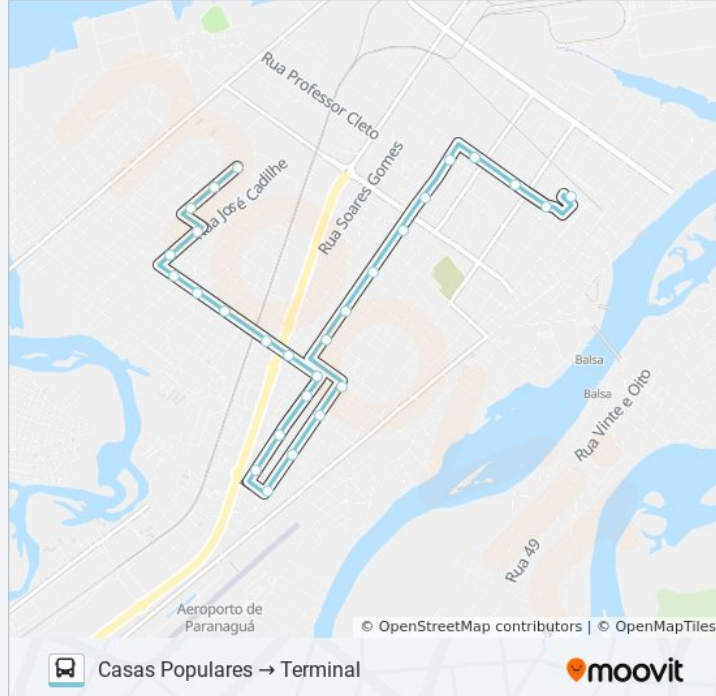 Rua Professor Cleto
Rua José Cadilhe
Rua Soares Gomes
Balsa
Balsa
Rua Vinte e Oito
Rua 49
Aeroporto de
Paranaguá
© OpenStreetMap contributors | © OpenMapTiles
Casas Populares → Terminal
moovit